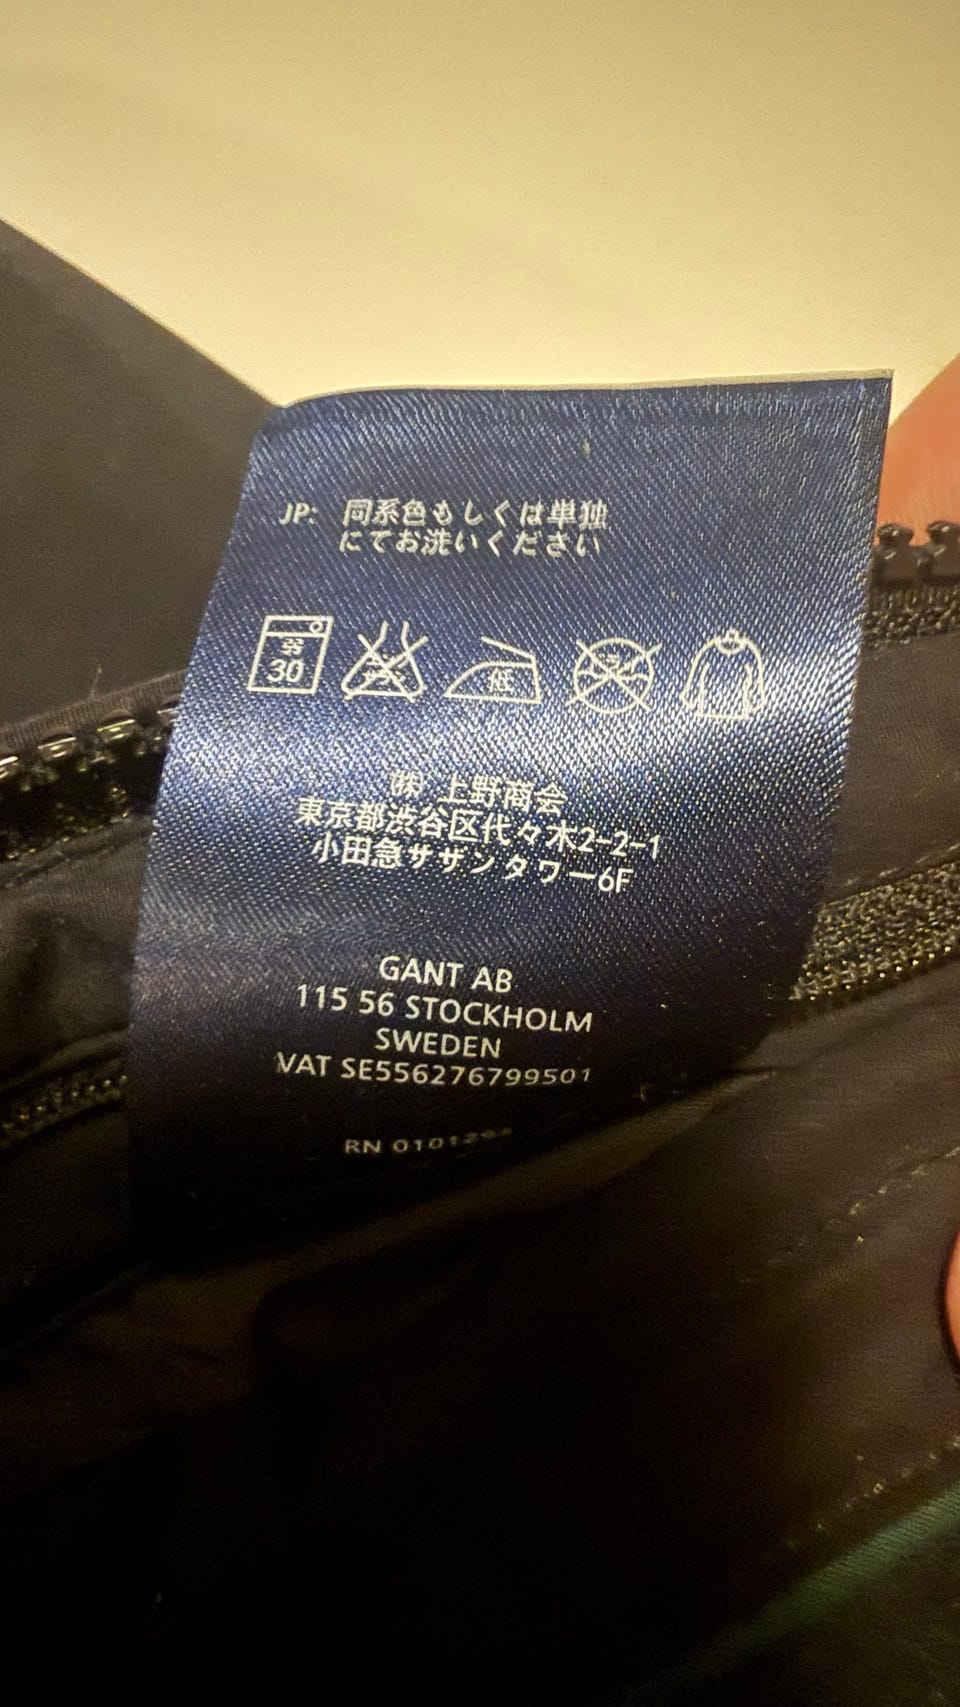 JP: 同系色もしくは単独
にてお洗いください
弱
30
低
㈱ 上野商会
東京都渋谷区代々木2-2-1
小田急サザンタワー6F
GANT AB
115 56 STOCKHOLM
SWEDEN
VAT SE556276799501
RN